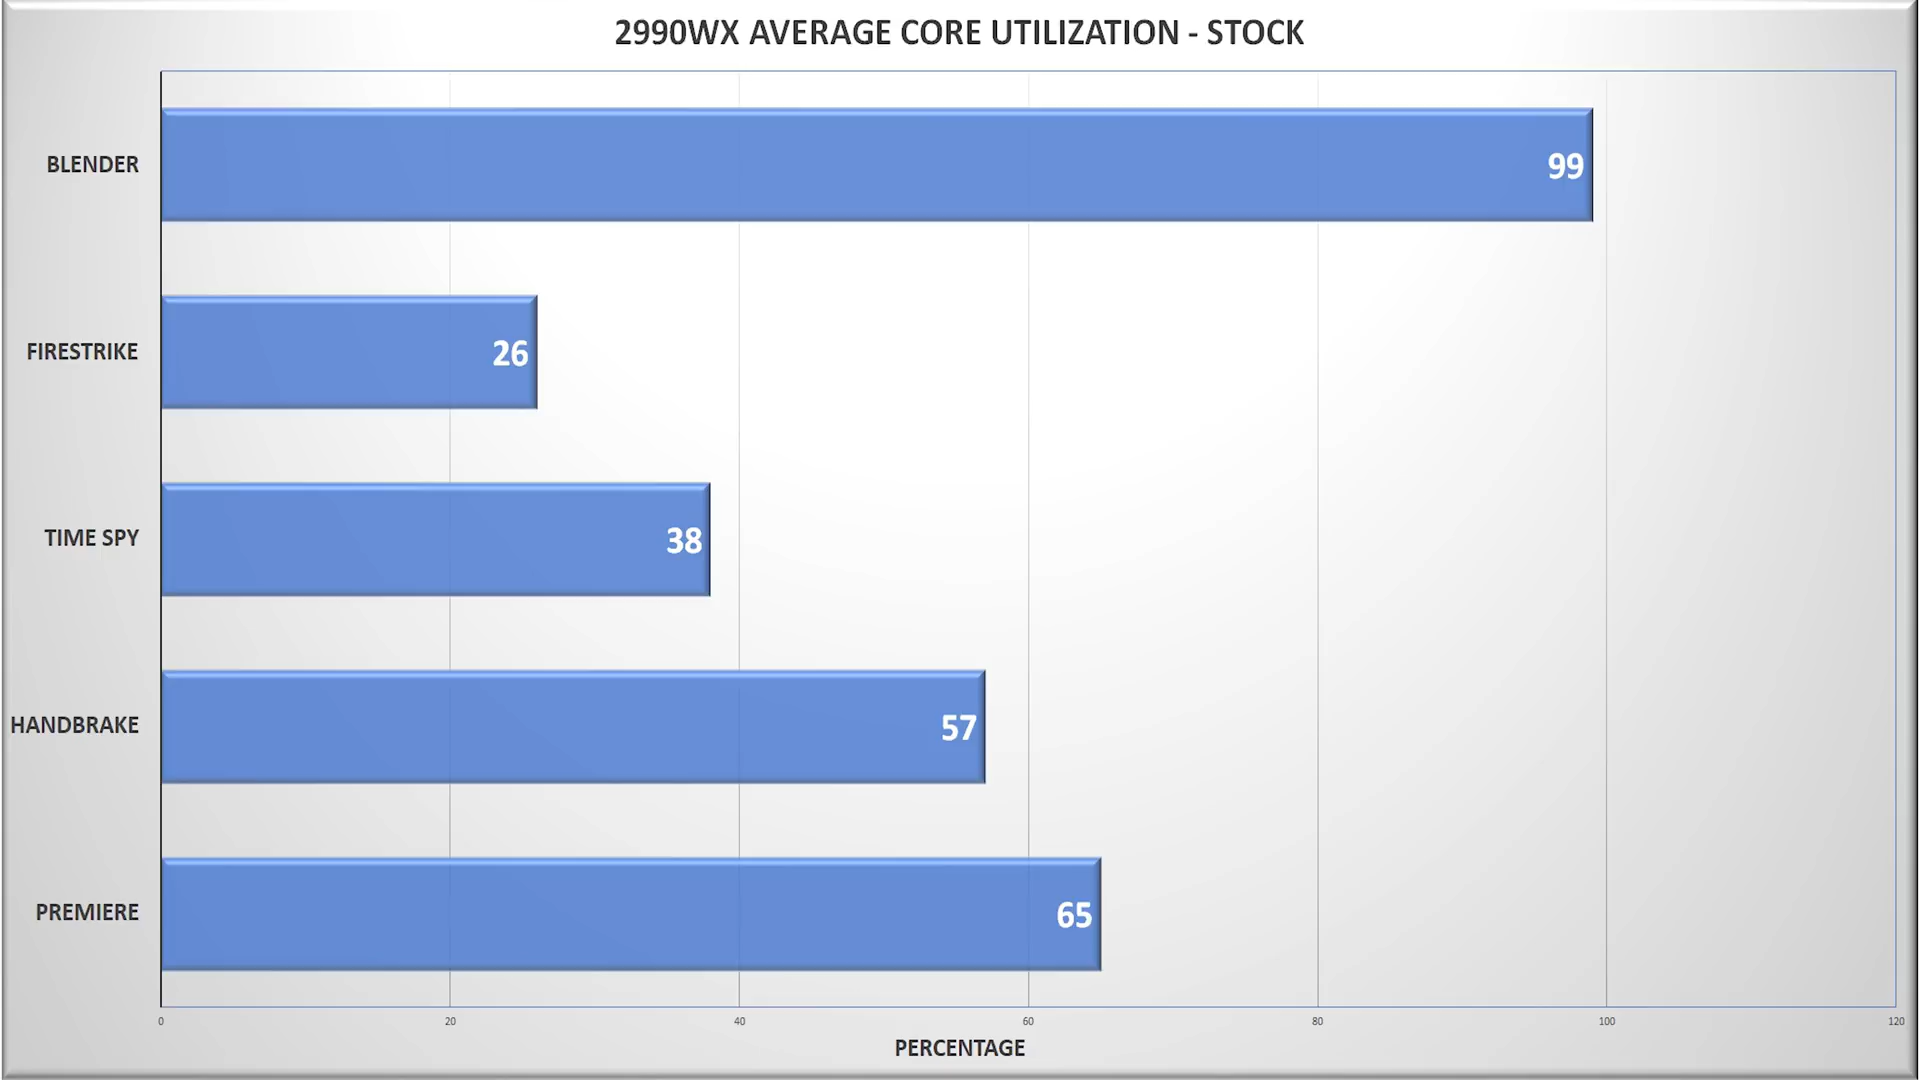 2990WX AVERAGE CORE UTILIZATION - STOCK
BLENDER
99
FIRESTRIKE
26
TIME SPY
38
HANDBRAKE
57
PREMIERE
65
0 20 40 60 80 100 120
PERCENTAGE